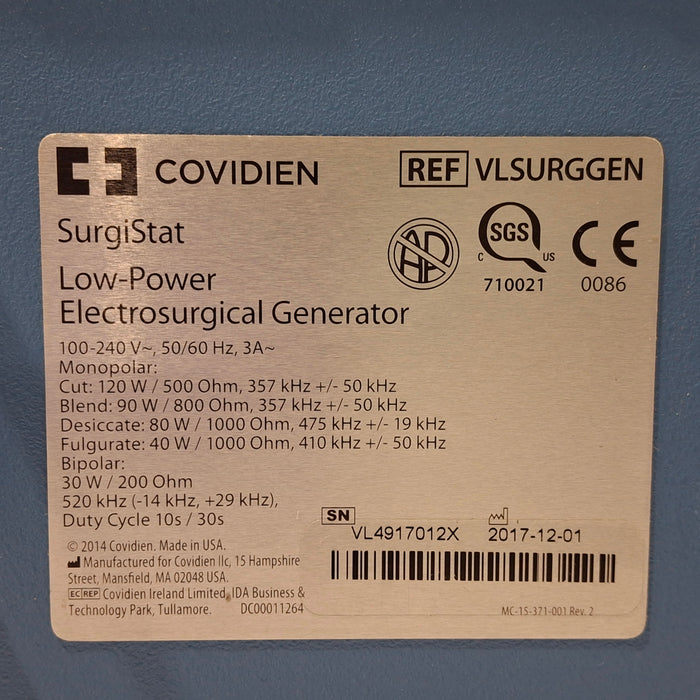 COVIDIEN
REF VLSURGGEN
SurgiStat
Low-Power
Electrosurgical Generator
AP
SGS
C US
710021
CE
0086
100-240 V~, 50/60 Hz, 3A~
Monopolar:
Cut: 120 W / 500 Ohm, 357 kHz +/- 50 kHz
Blend: 90 W / 800 Ohm, 357 kHz +/- 50 kHz
Desiccate: 80 W / 1000 Ohm, 475 kHz +/- 19 kHz
Fulgurate: 40 W / 1000 Ohm, 410 kHz +/- 50 kHz
Bipolar:
30 W / 200 Ohm
520 kHz (-14 kHz, +29 kHz),
Duty Cycle 10s / 30s
© 2014 Covidien. Made in USA.
Manufactured for Covidien llc, 15 Hampshire
Street, Mansfield, MA 02048 USA.
EC REP Covidien Ireland Limited, IDA Business &
Technology Park, Tullamore. DC00011264
SN
VL4917012X 2017-12-01
MC-15-371-001 Rev. 2